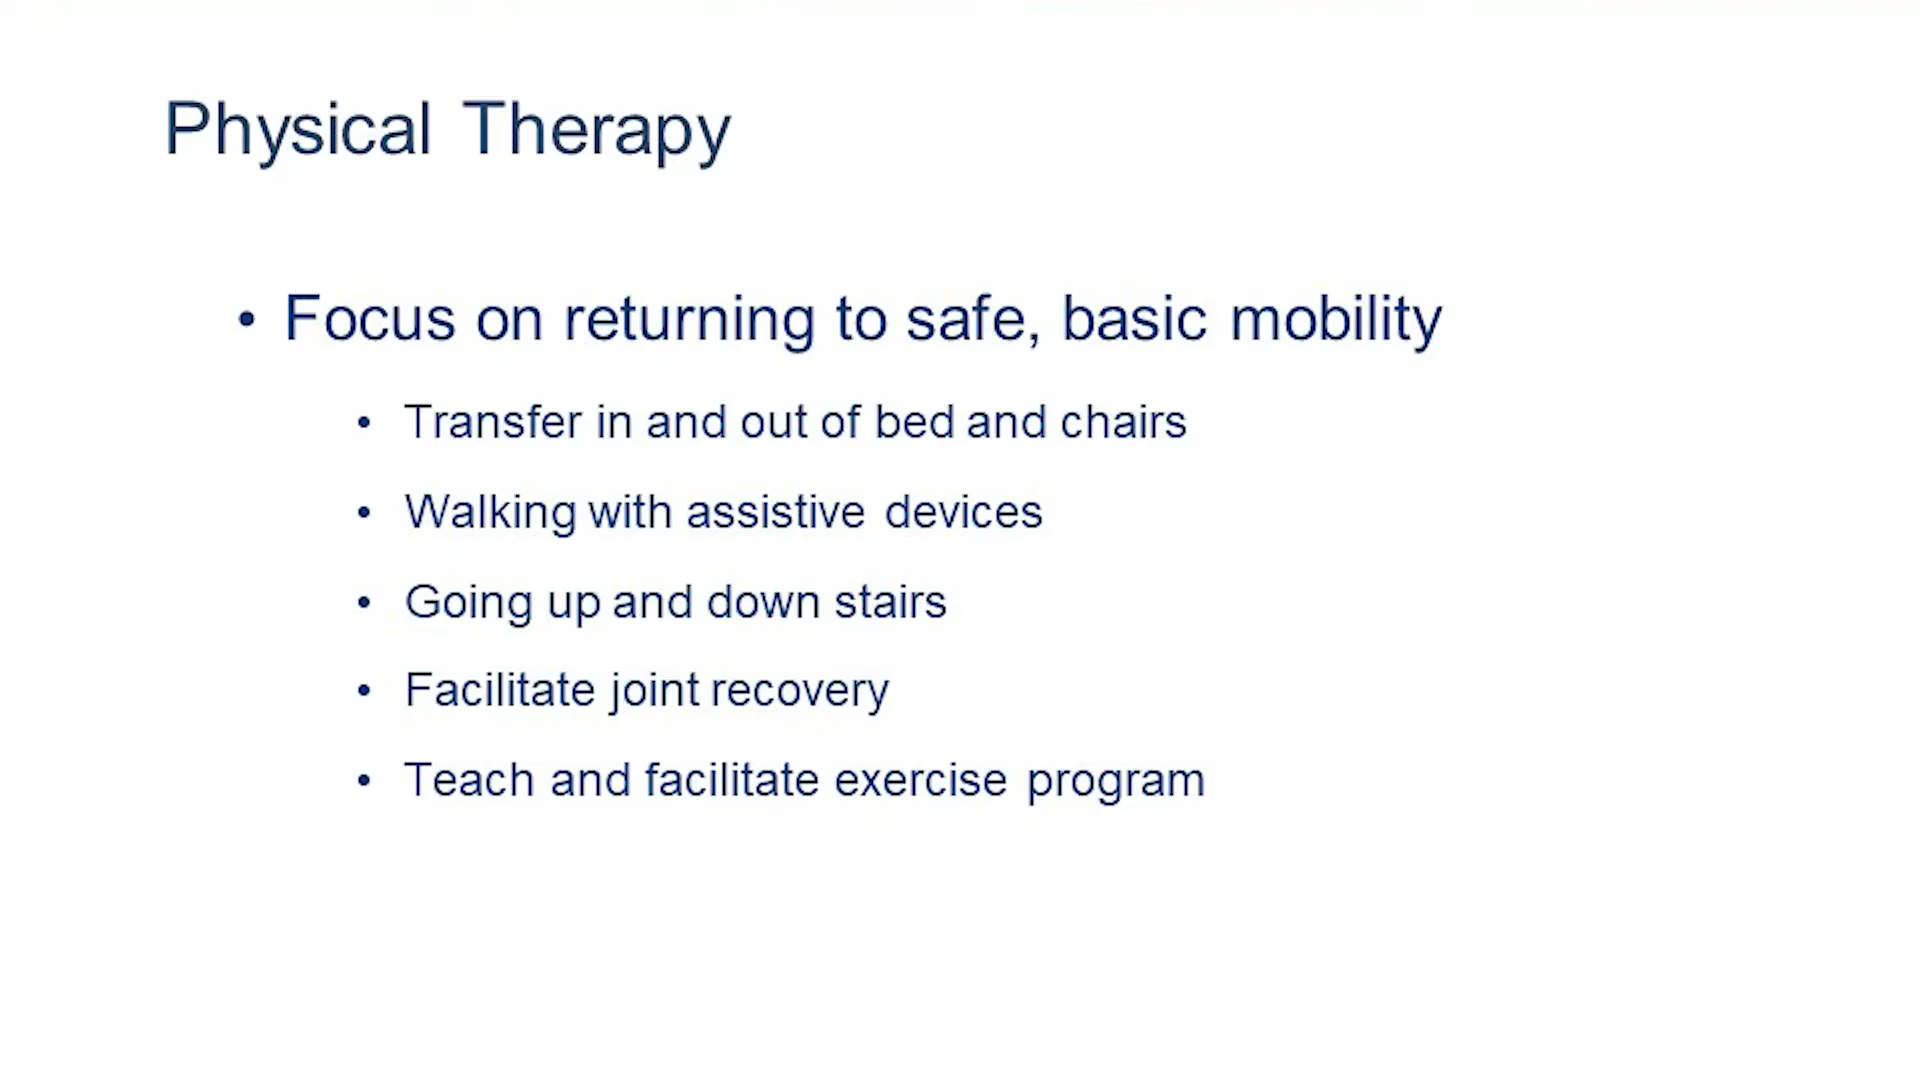 Physical Therapy
• Focus on returning to safe, basic mobility
• Transfer in and out of bed and chairs
• Walking with assistive devices
• Going up and down stairs
• Facilitate joint recovery
• Teach and facilitate exercise program